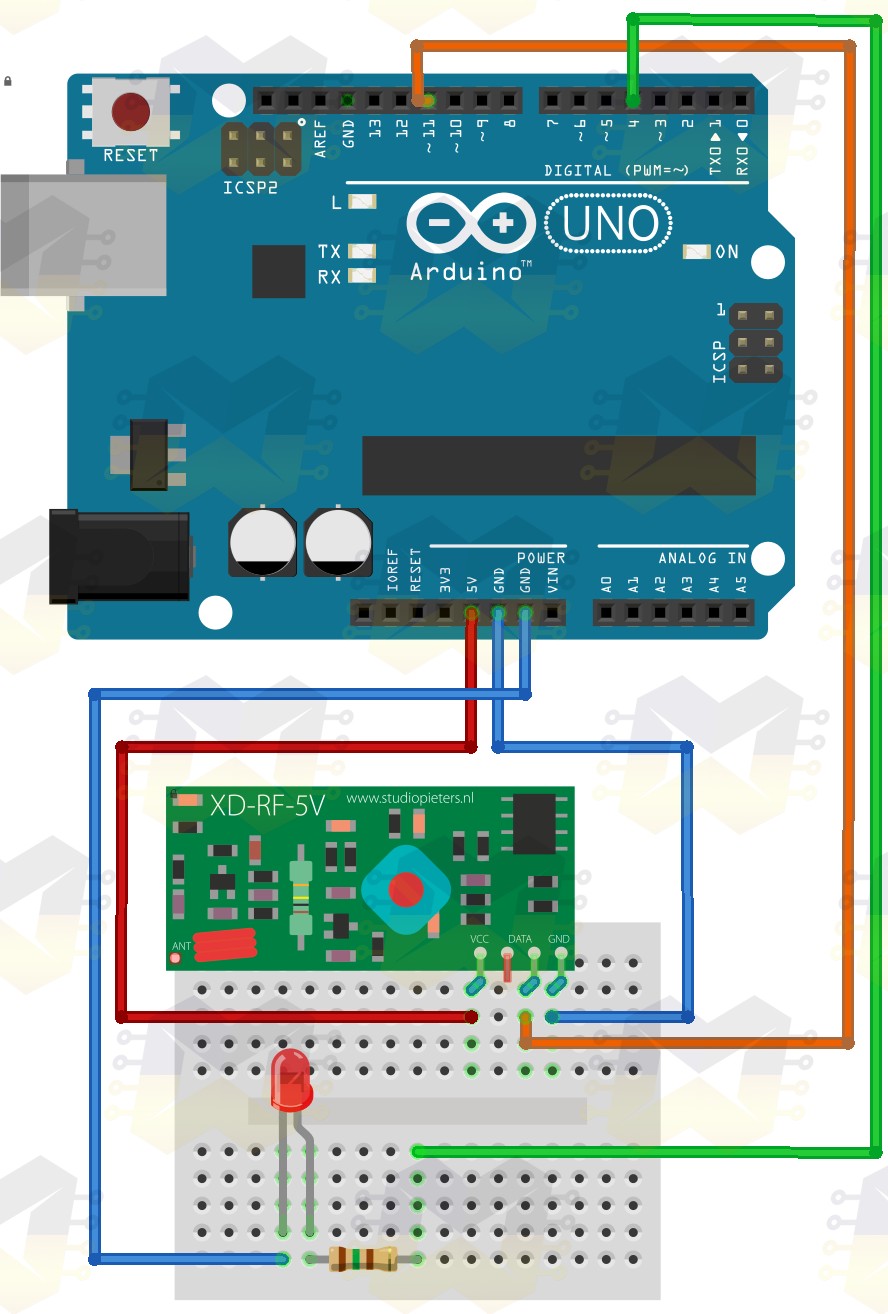 RESET
ICSP2
AREF
GND
13
12
~11
~10
~9
8
7
~6
~5
4
~3
2
TX0▶1
RX0◀0
DIGITAL (PWM=~)
L
TX
RX
UNO
Arduino™
ON
1
ICSP
IOREF
RESET
3V3
5V
GND
GND
VIN
POWER
ANALOG IN
A0
A1
A2
A3
A4
A5
XD-RF-5V
www.studiopieters.nl
ANT
VCC
DATA
GND